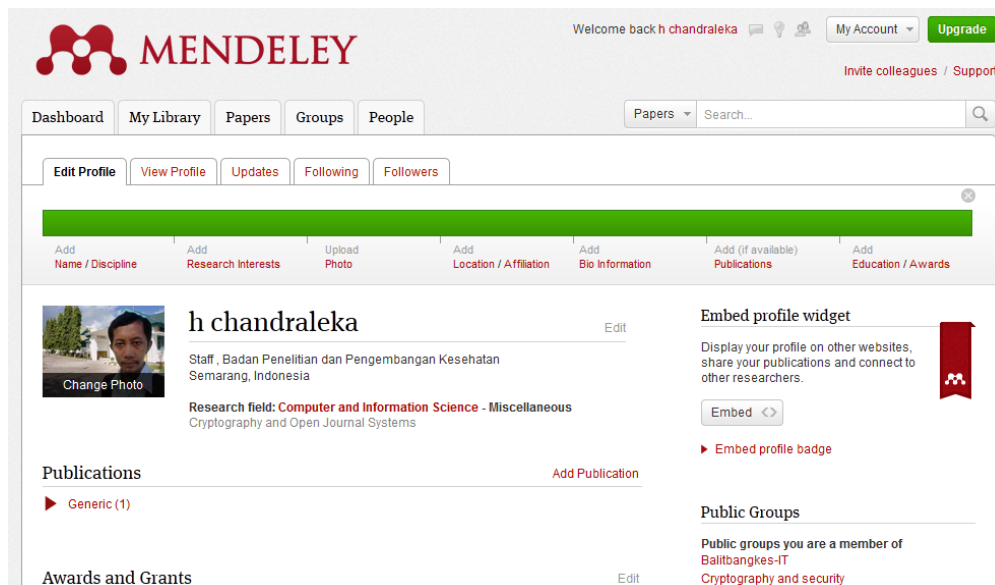 MENDELEY
Welcome back h chandraleka
My Account
Upgrade
Invite colleagues / Support
Dashboard
My Library
Papers
Groups
People
Papers
Search...
Edit Profile
View Profile
Updates
Following
Followers
Add
Name / Discipline
Add
Research Interests
Upload
Photo
Add
Location / Affiliation
Add
Bio Information
Add (if available)
Publications
Add
Education / Awards
Change Photo
h chandraleka
Edit
Staff , Badan Penelitian dan Pengembangan Kesehatan
Semarang, Indonesia
Research field: Computer and Information Science - Miscellaneous
Cryptography and Open Journal Systems
Publications
Add Publication
Generic (1)
Awards and Grants
Edit
Embed profile widget
Display your profile on other websites,
share your publications and connect to
other researchers.
Embed <>
Embed profile badge
Public Groups
Public groups you are a member of
Balitbangkes-IT
Cryptography and security